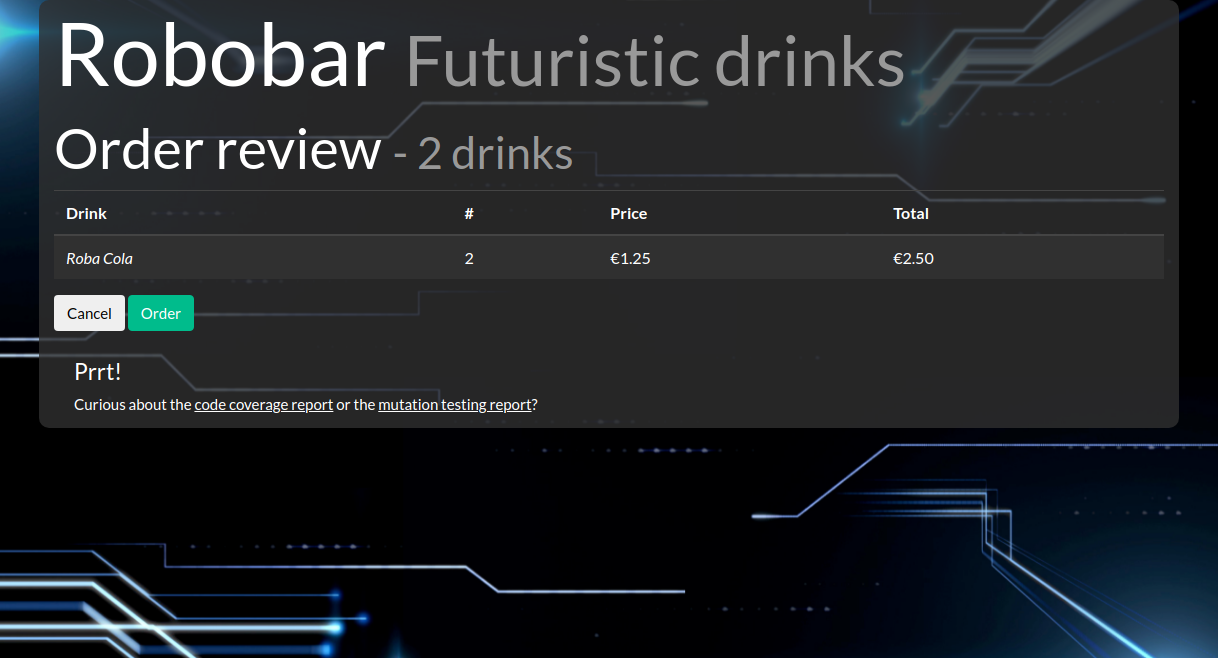 Robobar Futuristic drinks
Order review - 2 drinks
Drink # Price Total
Roba Cola 2 €1.25 €2.50
Cancel Order
Prrt!
Curious about the code coverage report or the mutation testing report?